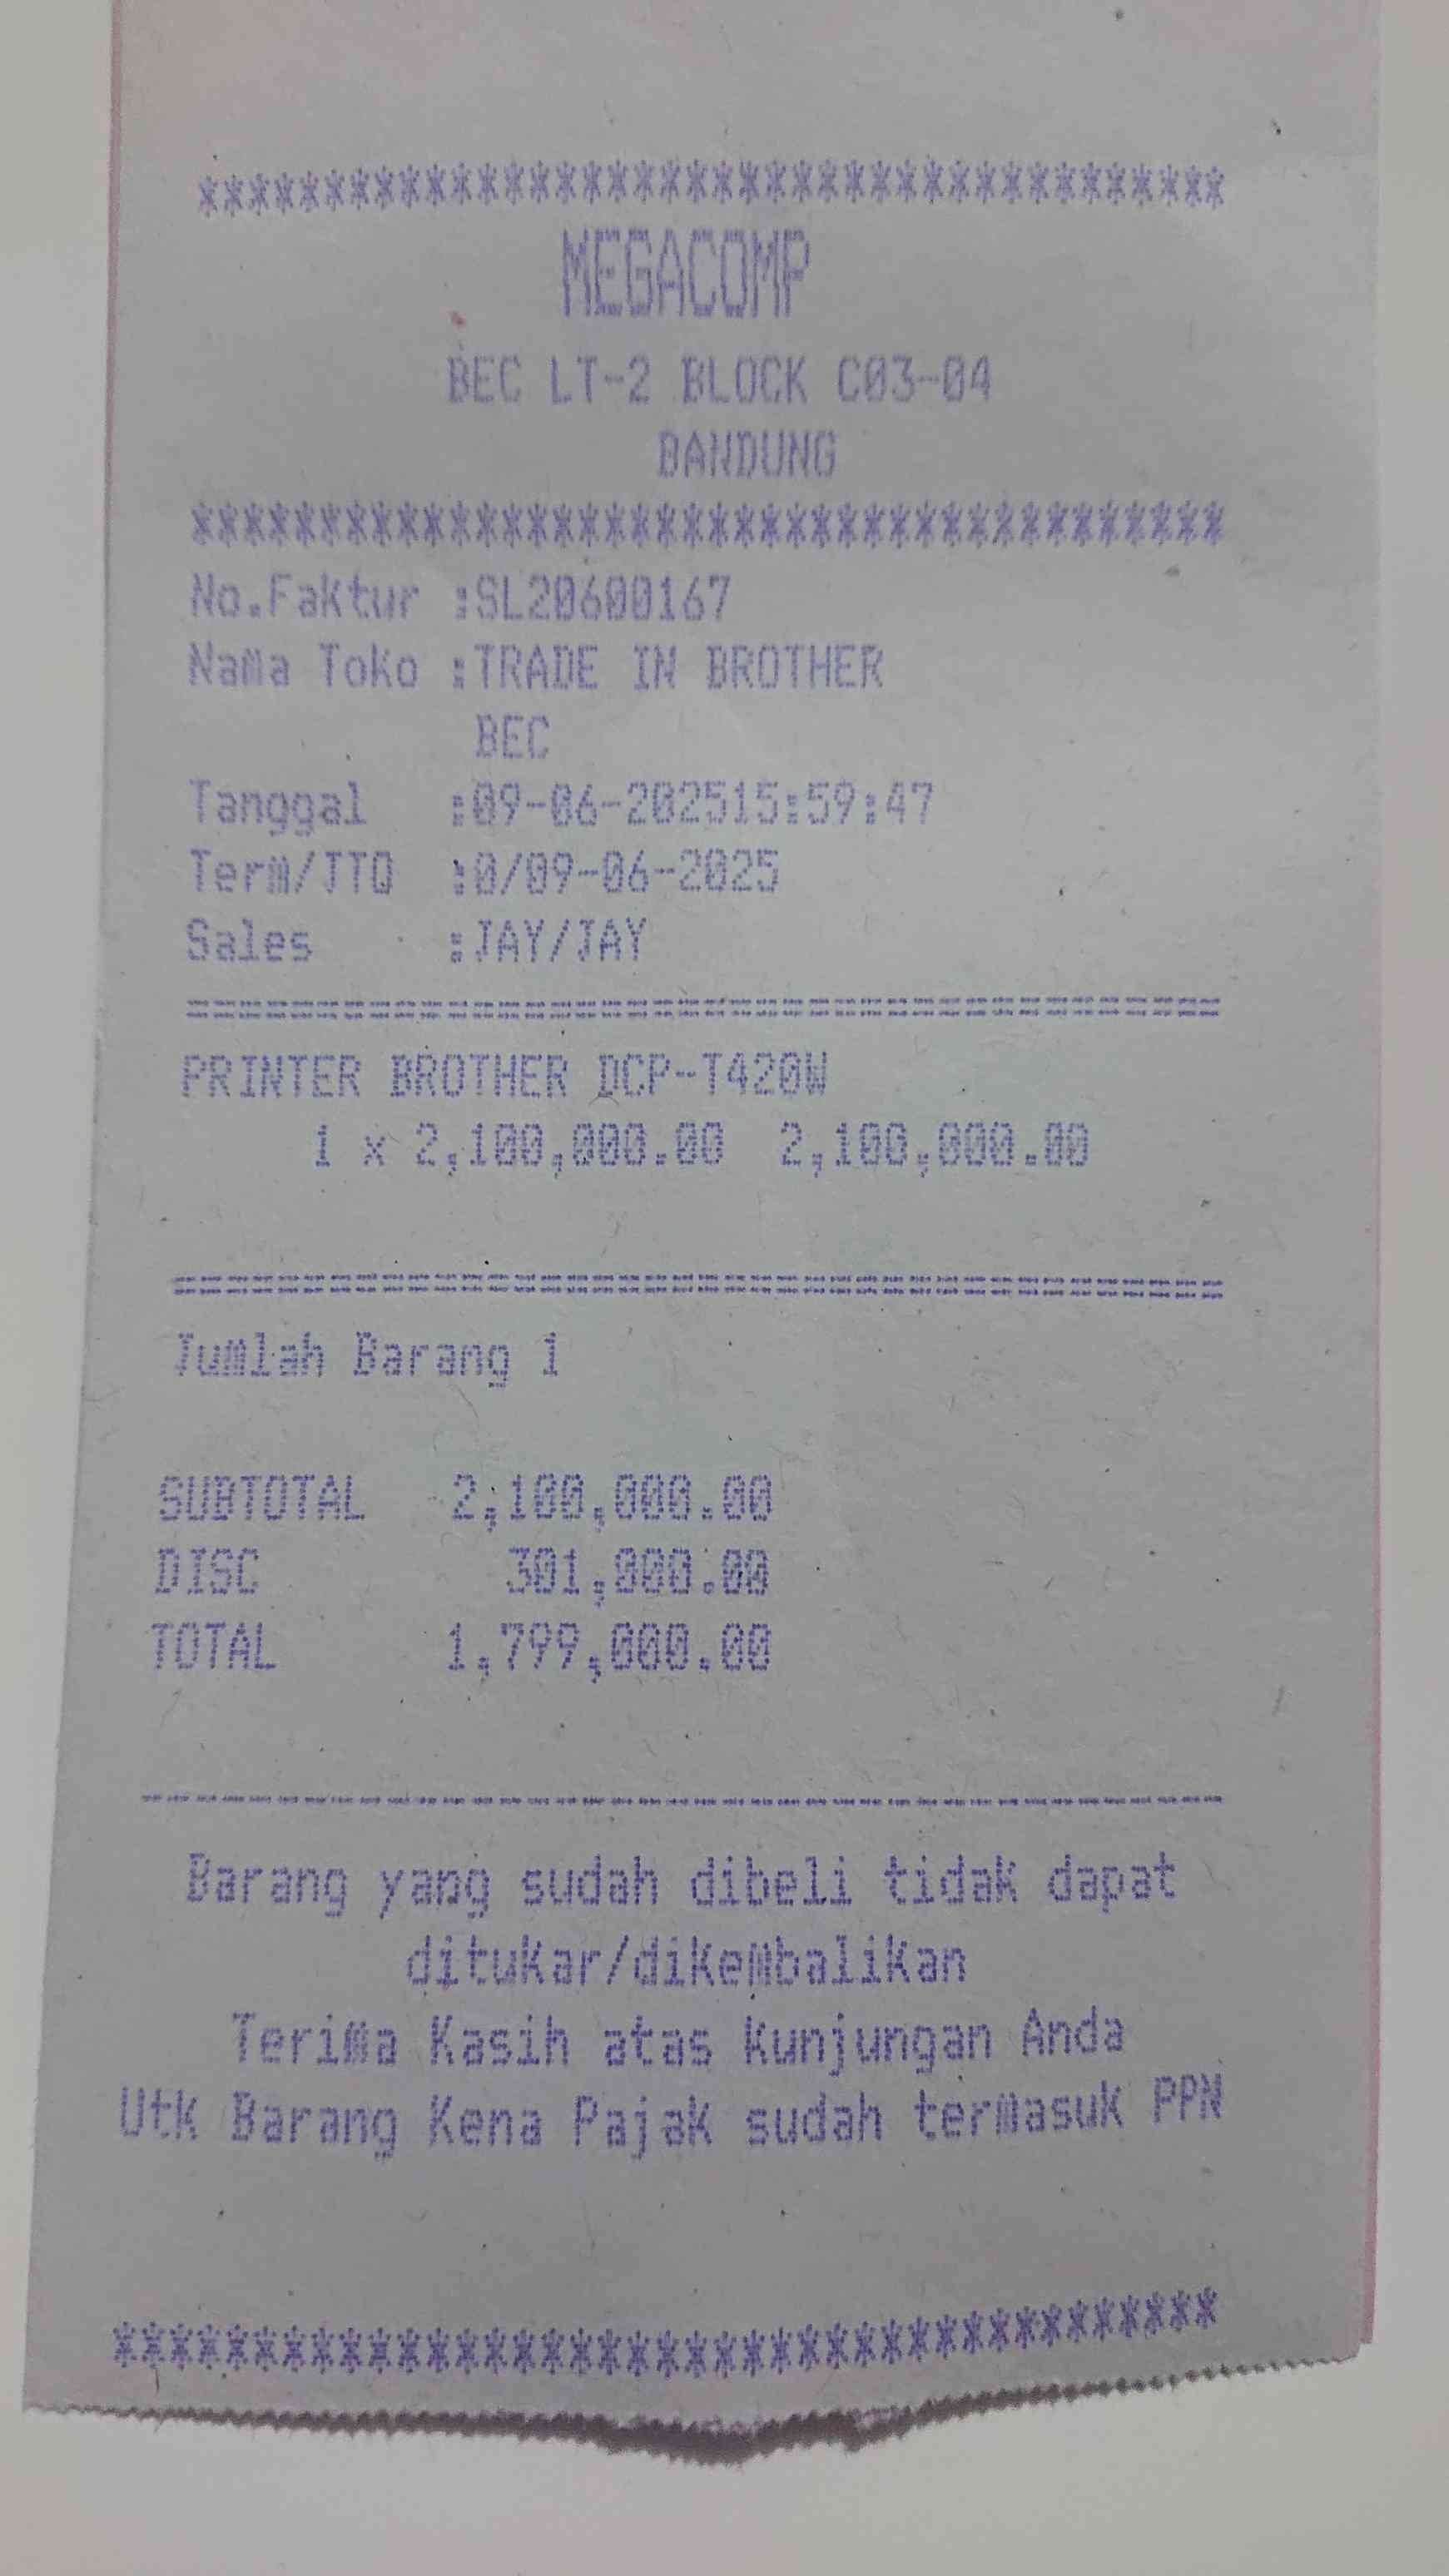 ****************************************
MEGACOMP
BEC LT-2 BLOCK C03-04
BANDUNG
****************************************
No.Faktur :SL20600167
Nama Toko :TRADE IN BROTHER
BEC
Tanggal :09-06-202515:59:47
Term/JTO :0/09-06-2025
Sales :JAY/JAY
========================================
PRINTER BROTHER DCP-T420W
1 x 2,100,000.00 2,100,000.00
========================================
Jumlah Barang 1
SUBTOTAL 2,100,000.00
DISC 301,000.00
TOTAL 1,799,000.00
----------------------------------------
Barang yang sudah dibeli tidak dapat
ditukar/dikembalikan
Terima Kasih atas Kunjungan Anda
Utk Barang Kena Pajak sudah termasuk PPN
****************************************